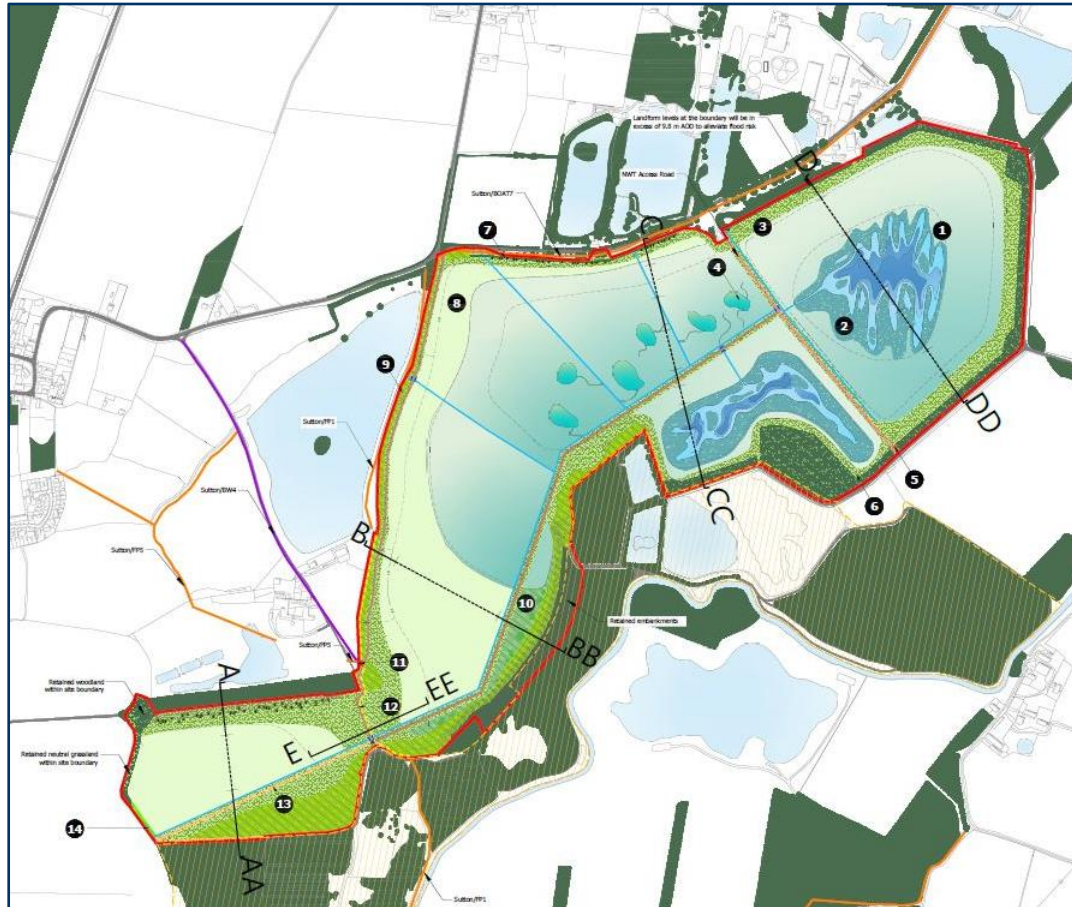 Landform levels at the boundary will be in
excess of 9.8 m AOD to alleviate flood risk
D
NWT Access Road
Sutton/BOAT7
C
1
7
3
4
8
2
9
Sutton/FP1
DD
5
Sutton/BW4
CC
6
B
Sutton/FP5
10
Retained embankments
Sutton/FP5
BB
11
A
EE
Retained woodland
within site boundary
12
E
Retained neutral grassland
within site boundary
13
14
AA
Sutton/FP1